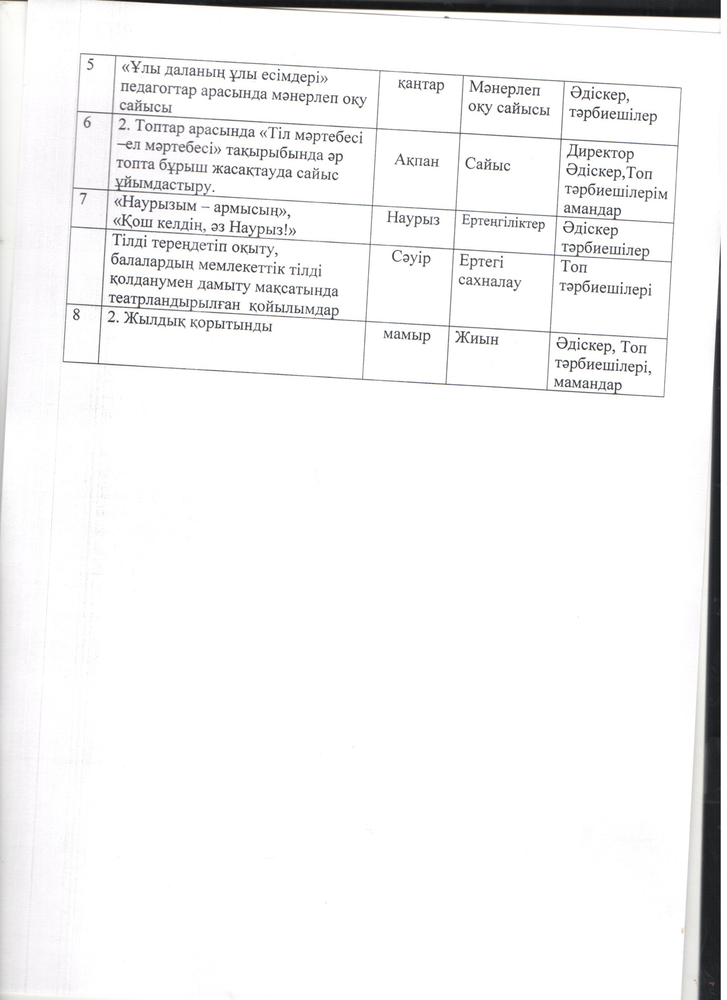 5
«Ұлы даланың ұлы есімдері»
педагогтар арасында мәнерлеп оқу
сайысы
қаңтар
Мәнерлеп
оқу сайысы
Әдіскер,
тәрбиешілер
6
2. Топтар арасында «Тіл мәртебесі
–ел мәртебесі» тақырыбында әр
топта бұрыш жасақтауда сайыс
ұйымдастыру.
Ақпан
Сайыс
Директор
Әдіскер,Топ
тәрбиешілерім
амандар
7
«Наурызым – армысың»,
«Қош келдің, әз Наурыз!»
Наурыз
Ертеңгіліктер
Әдіскер
тәрбиешілер
Тілді тереңдетіп оқыту,
балалардың мемлекеттік тілді
қолданумен дамыту мақсатында
театрландырылған қойылымдар
Сәуір
Ертегі
сахналау
Топ
тәрбиешілері
8
2. Жылдық қорытынды
мамыр
Жиын
Әдіскер, Топ
тәрбиешілері,
мамандар